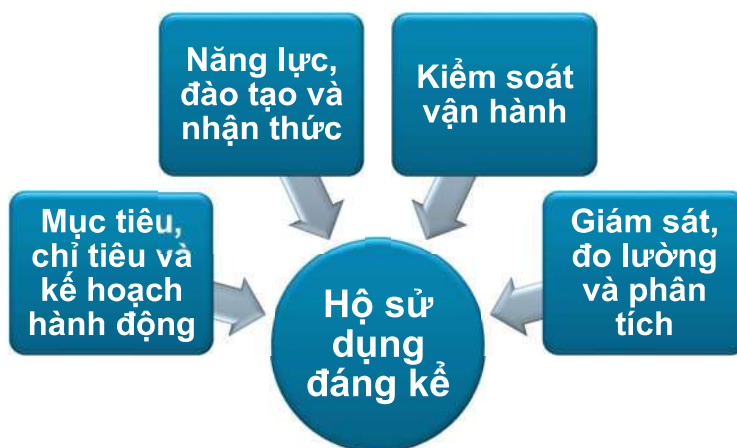 Năng lực,
đào tạo và
nhận thức
Kiểm soát
vận hành
Mục tiêu,
chỉ tiêu và
kế hoạch
hành động
Giám sát,
đo lường
và phân
tích
Hộ sử
dụng
đáng kể